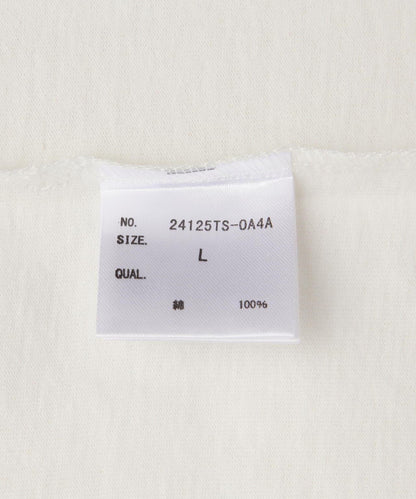 NO. 24125TS-0A4A
SIZE. L
QUAL.
綿 100%